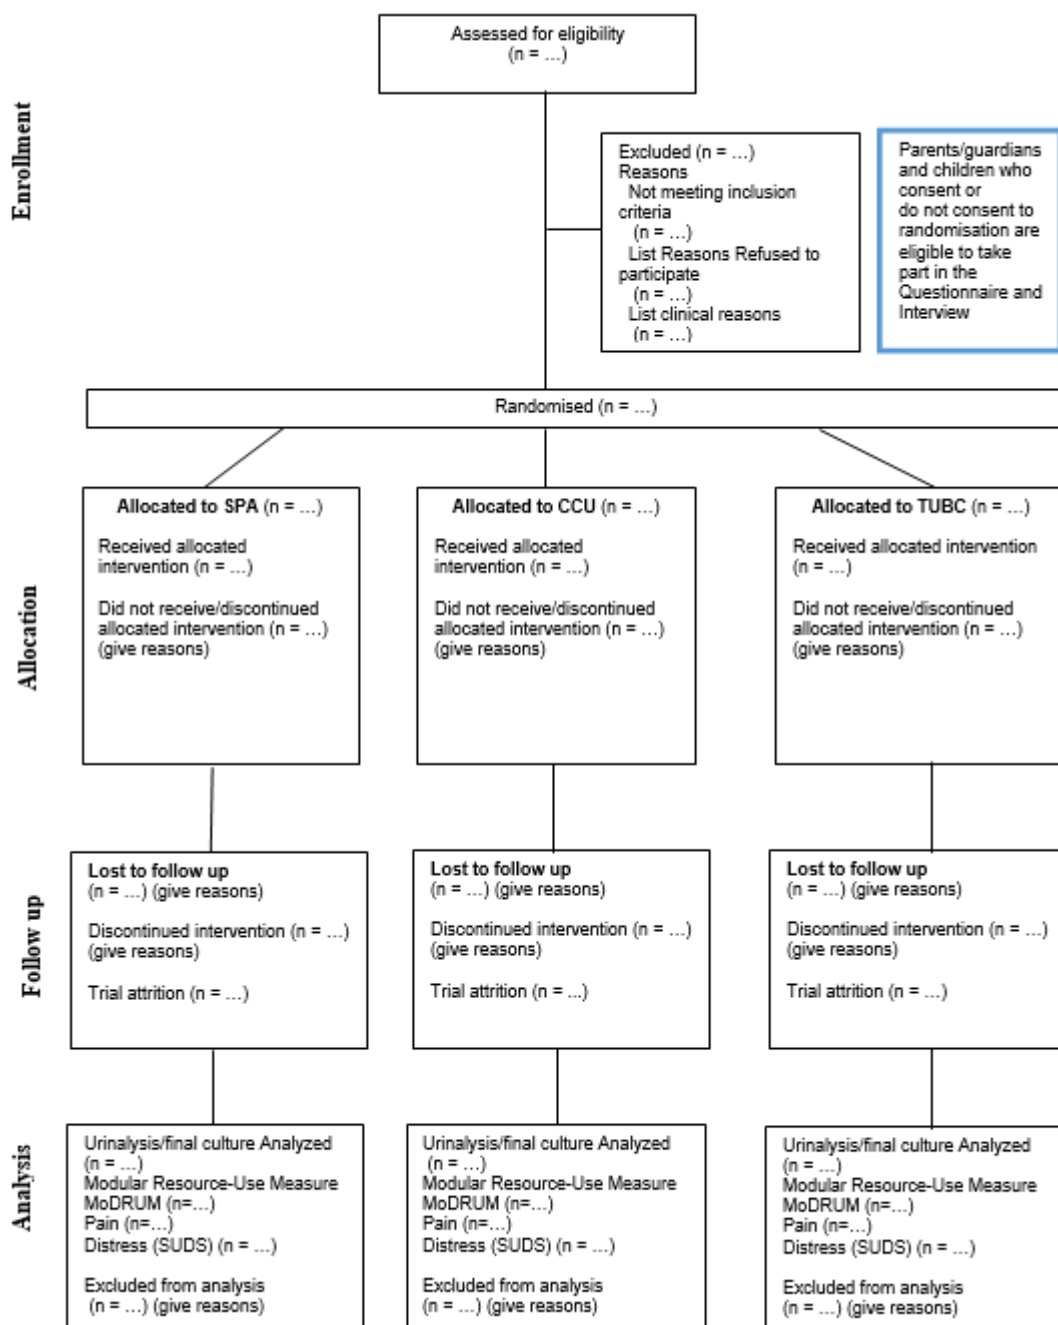 Assessed for eligibility
(n = ...)
Enrollment
Excluded (n = ...)
Reasons
Not meeting inclusion
criteria
(n = ...)
List Reasons Refused to
participate
(n = ...)
List clinical reasons
(n = ...)
Parents/guardians
and children who
consent or
do not consent to
randomisation are
eligible to take
part in the
Questionnaire and
Interview
Randomised (n = ...)
Allocation
Allocated to SPA (n = ...)
Received allocated
intervention (n = ...)
Did not receive/discontinued
allocated intervention (n = ...)
(give reasons)
Allocated to CCU (n = ...)
Received allocated
intervention (n = ...)
Did not receive/discontinued
allocated intervention (n = ...)
(give reasons)
Allocated to TUBC (n = ...)
Received allocated intervention
(n = ...)
Did not receive/discontinued
allocated intervention (n = ...)
(give reasons)
Follow up
Lost to follow up
(n = ...) (give reasons)
Discontinued intervention (n = ...)
(give reasons)
Trial attrition (n = ...)
Lost to follow up
(n = ...) (give reasons)
Discontinued intervention (n = ...)
(give reasons)
Trial attrition (n = ...)
Lost to follow up
(n = ...) (give reasons)
Discontinued intervention (n = ...)
(give reasons)
Trial attrition (n = ...)
Analysis
Urinalysis/final culture Analyzed
(n = ...)
Modular Resource-Use Measure
MoDRUM (n=...)
Pain (n=...)
Distress (SUDS) (n = ...)
Excluded from analysis
(n = ...) (give reasons)
Urinalysis/final culture Analyzed
(n = ...)
Modular Resource-Use Measure
MoDRUM (n=...)
Pain (n=...)
Distress (SUDS) (n = ...)
Excluded from analysis
(n = ...) (give reasons)
Urinalysis/final culture Analyzed
(n = ...)
Modular Resource-Use Measure
MoDRUM (n=...)
Pain (n=...)
Distress (SUDS) (n = ...)
Excluded from analysis
(n = ...) (give reasons)